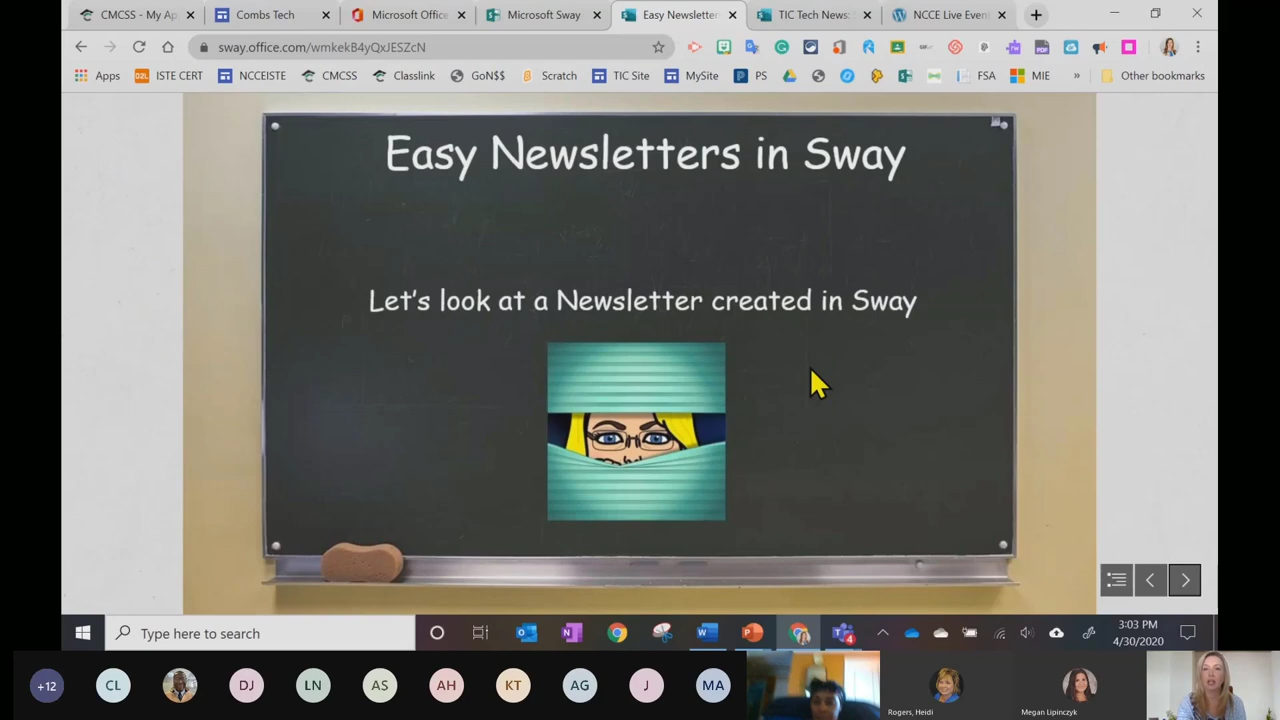 CMCSS - My Ap
Combs Tech
Microsoft Office
Microsoft Sway
Easy Newsletter
TIC Tech News:
NCCE Live Even
sway.office.com/wmkekB4yQxJESZcN
Apps
D2L
ISTE CERT
NCCEISTE
CMCSS
Classlink
GoN$$
Scratch
TIC Site
MySite
PS
FSA
MIE
»
Other bookmarks
Easy Newsletters in Sway
Let's look at a Newsletter created in Sway
Type here to search
4
3:03 PM
4/30/2020
+12
CL
DJ
LN
AS
AH
KT
AG
J
MA
Rogers, Heidi
Megan Lipinczyk